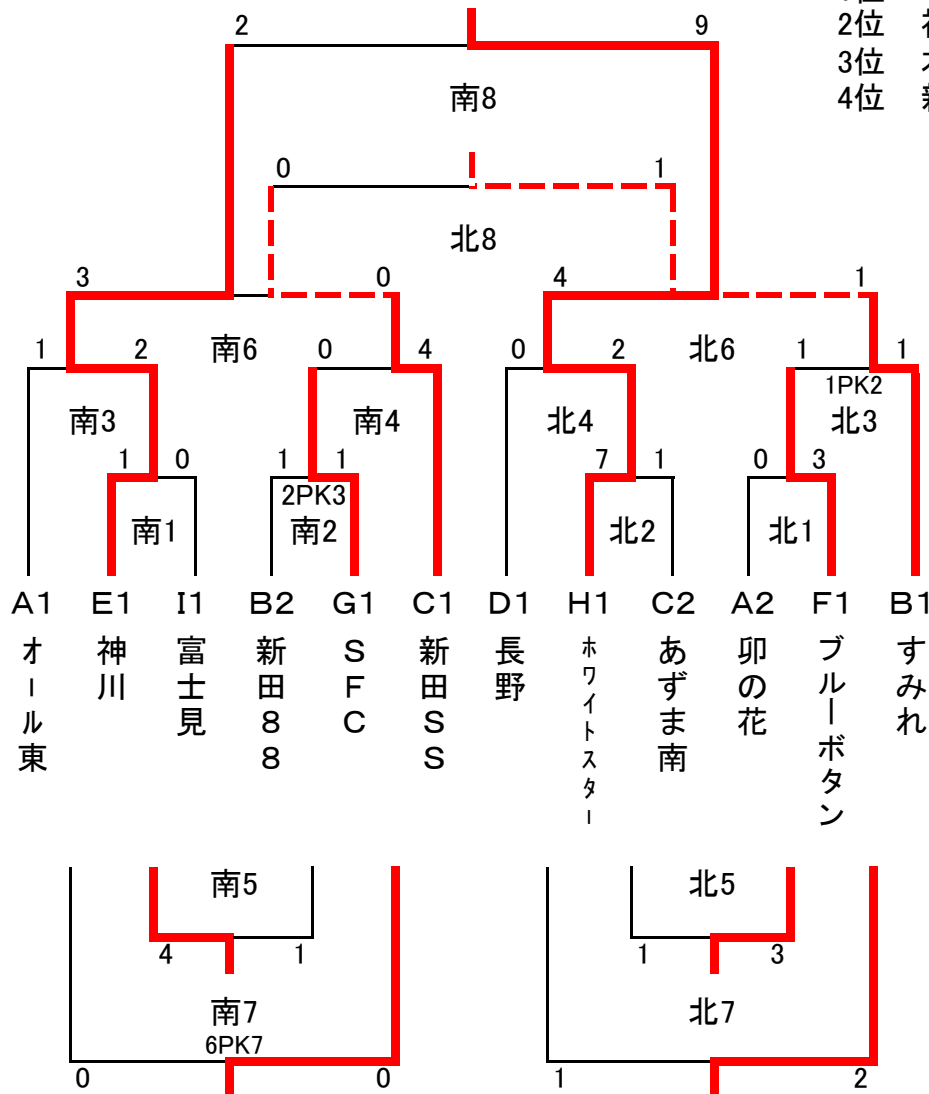 2 9
2位
3位
4位
南8
0 1
北8
3 0 4 1
南6 北6
1 2 0 4 0 2 1 1
1PK2
南3 南4 北4 北3
1 0 1 1 7 1 0 3
2PK3
南1 南2 北2 北1
A1 E1 I1 B2 G1 C1 D1 H1 C2 A2 F1 B1
オール東
神川
富士見
新田88
SFC
新田SS
長野
ホワイトスター
あずま南
卯の花
ブルーボタン
すみれ
南5 北5
4 1 1 3
南7 北7
6PK7
0 0 1 2